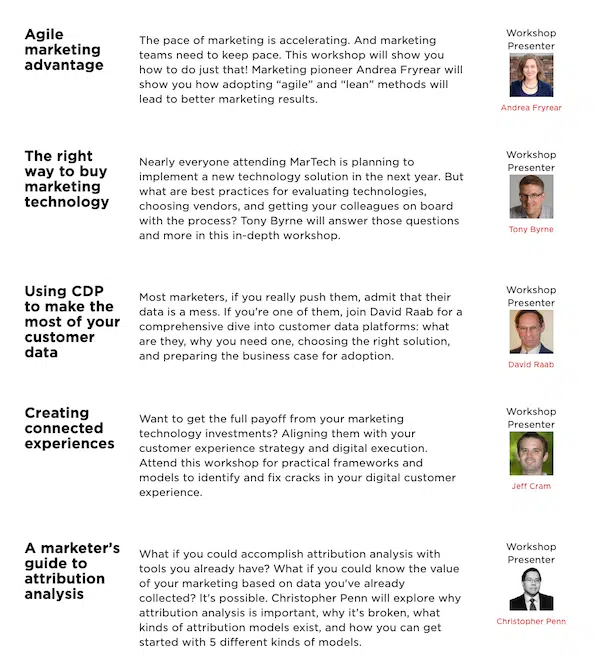 Agile
marketing
advantage
The pace of marketing is accelerating. And marketing
teams need to keep pace. This workshop will show you
how to do just that! Marketing pioneer Andrea Fryrear will
show you how adopting “agile” and “lean” methods will
lead to better marketing results.
Workshop
Presenter
Andrea Fryrear
The right
way to buy
marketing
technology
Nearly everyone attending MarTech is planning to
implement a new technology solution in the next year. But
what are best practices for evaluating technologies,
choosing vendors, and getting your colleagues on board
with the process? Tony Byrne will answer those questions
and more in this in-depth workshop.
Workshop
Presenter
Tony Byrne
Using CDP
to make the
most of your
customer
data
Most marketers, if you really push them, admit that their
data is a mess. If you're one of them, join David Raab for a
comprehensive dive into customer data platforms: what
are they, why you need one, choosing the right solution,
and preparing the business case for adoption.
Workshop
Presenter
David Raab
Creating
connected
experiences
Want to get the full payoff from your marketing
technology investments? Aligning them with your
customer experience strategy and digital execution.
Attend this workshop for practical frameworks and
models to identify and fix cracks in your digital customer
experience.
Workshop
Presenter
Jeff Cram
A marketer’s
guide to
attribution
analysis
What if you could accomplish attribution analysis with
tools you already have? What if you could know the value
of your marketing based on data you've already
collected? It's possible. Christopher Penn will explore why
attribution analysis is important, why it’s broken, what
kinds of attribution models exist, and how you can get
started with 5 different kinds of models.
Workshop
Presenter
Christopher Penn